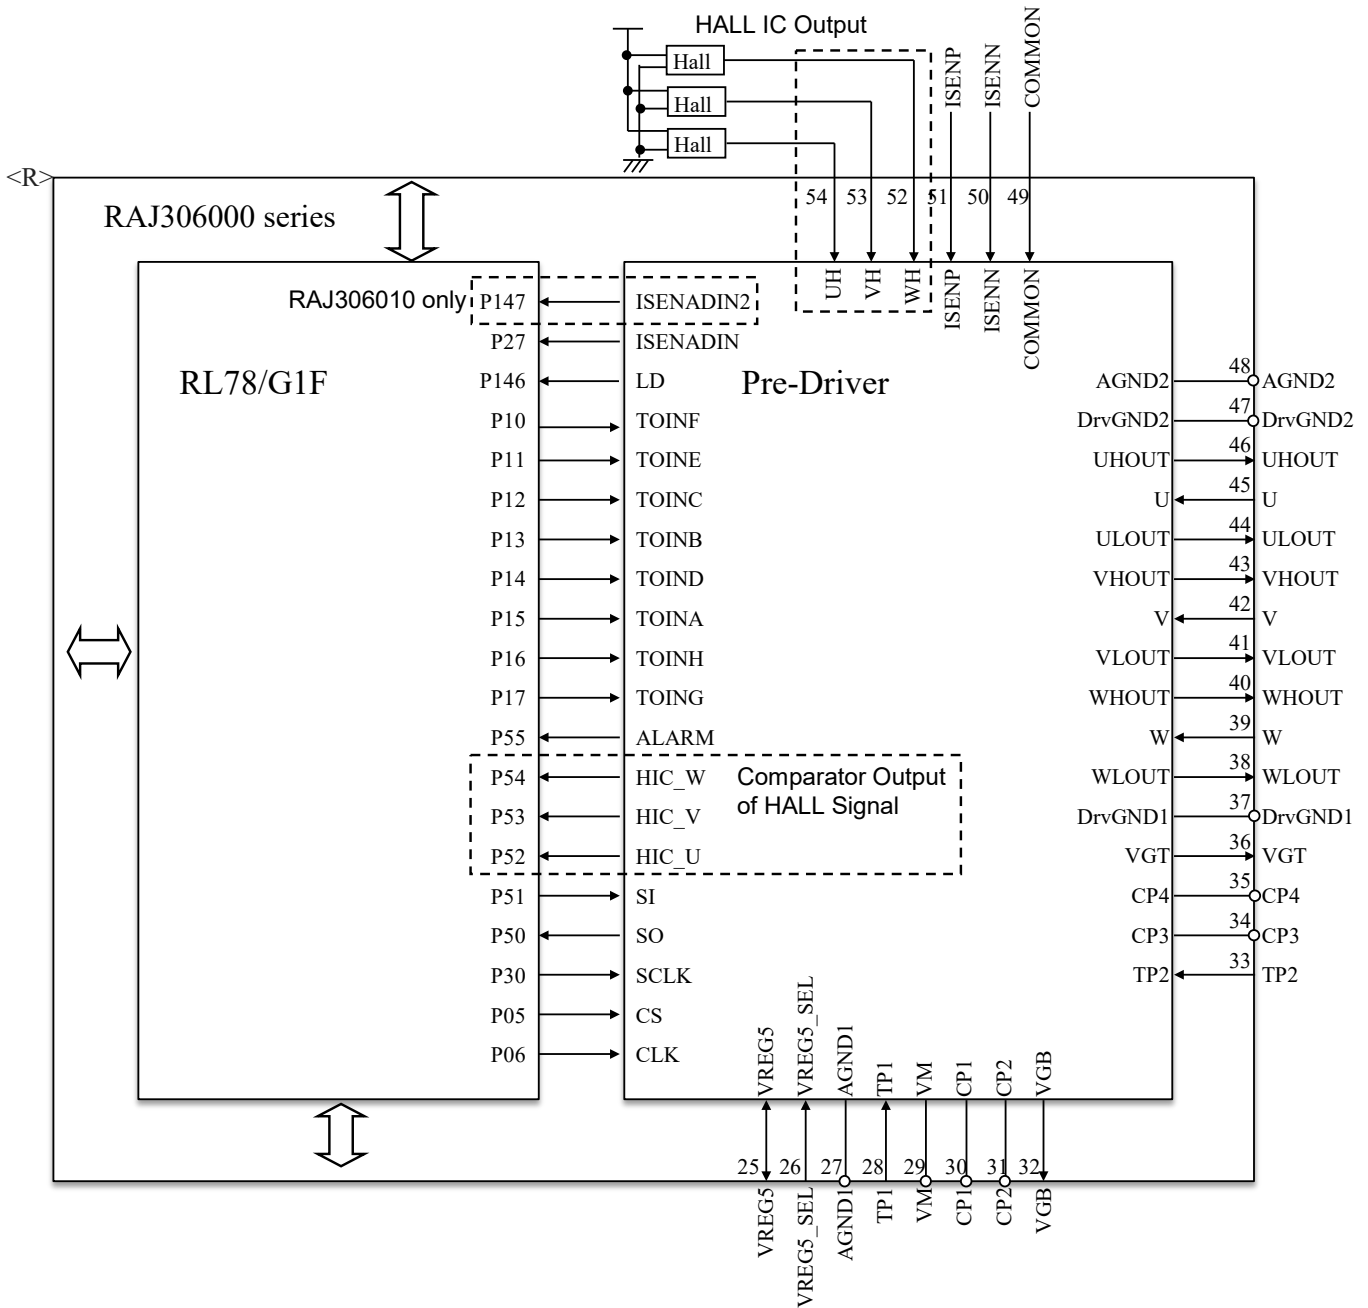 HALL IC Output
Hall
Hall
Hall
ISENP
ISENN
COMMON
<R>
RAJ306000 series
54
53
52
51
50
49
UH
VH
WH
ISENP
ISENN
COMMON
RAJ306010 only
P147
ISENADIN2
P27
ISENADIN
RL78/G1F
Pre-Driver
P146
LD
P10
TOINF
P11
TOINE
P12
TOINC
P13
TOINB
P14
TOIND
P15
TOINA
P16
TOINH
P17
TOING
P55
ALARM
P54
HIC_W
P53
HIC_V
P52
HIC_U
Comparator Output
of HALL Signal
P51
SI
P50
SO
P30
SCLK
P05
CS
P06
CLK
AGND2
48
AGND2
DrvGND2
47
DrvGND2
UHOUT
46
UHOUT
U
45
U
ULOUT
44
ULOUT
VHOUT
43
VHOUT
V
42
V
VLOUT
41
VLOUT
WHOUT
40
WHOUT
W
39
W
WLOUT
38
WLOUT
DrvGND1
37
DrvGND1
VGT
36
VGT
CP4
35
CP4
CP3
34
CP3
TP2
33
TP2
VREG5
VREG5_SEL
AGND1
TP1
VM
CP1
CP2
VGB
25
26
27
28
29
30
31
32
VREG5
VREG5_SEL
AGND1
TP1
VM
CP1
CP2
VGB